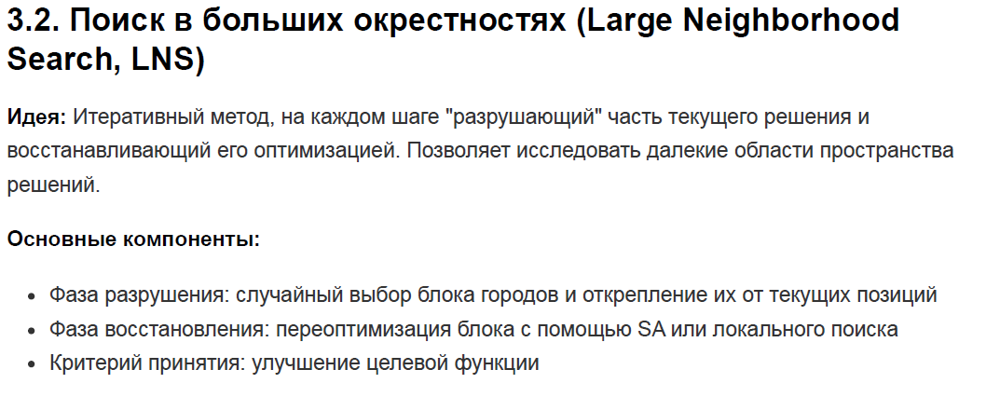 3.2. Поиск в больших окрестностях (Large Neighborhood
Search, LNS)
Идея: Итеративный метод, на каждом шаге "разрушающий" часть текущего решения и
восстанавливающий его оптимизацией. Позволяет исследовать далекие области пространства
решений.
Основные компоненты:
• Фаза разрушения: случайный выбор блока городов и открепление их от текущих позиций
• Фаза восстановления: переоптимизация блока с помощью SA или локального поиска
• Критерий принятия: улучшение целевой функции